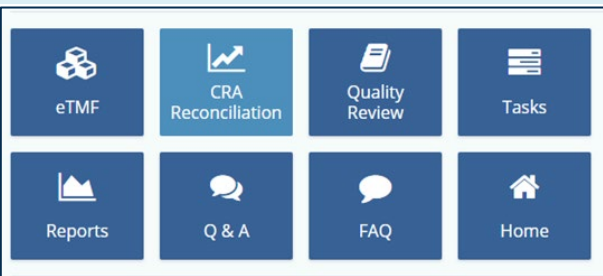 eTMF
CRA
Reconciliation
Quality
Review
Tasks
Reports
Q & A
FAQ
Home